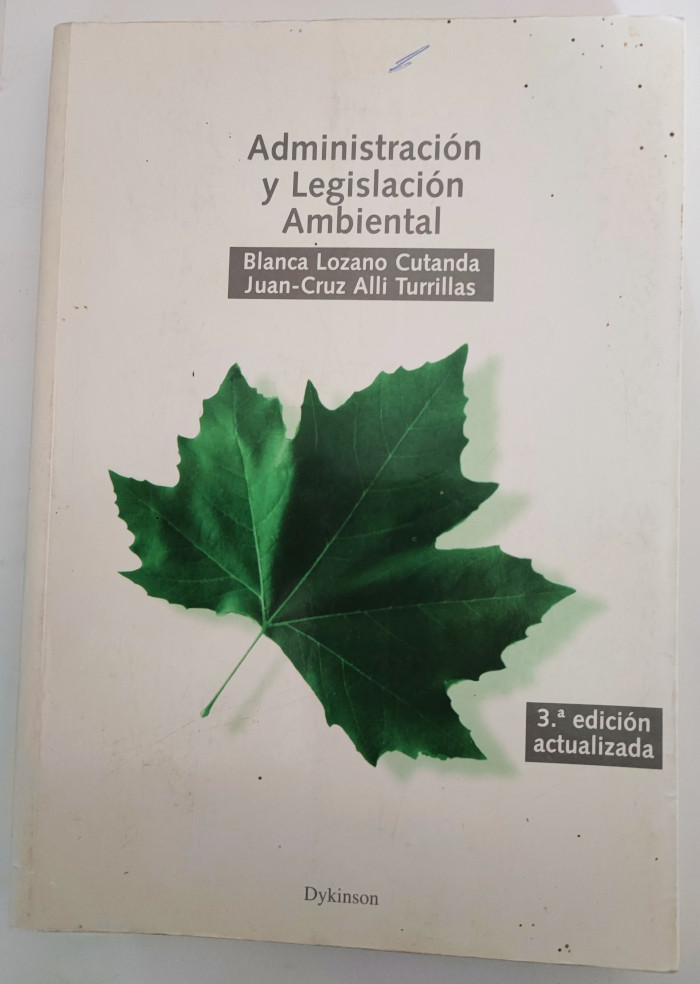 Administración
y Legislación
Ambiental
Blanca Lozano Cutanda
Juan-Cruz Alli Turrillas
3.ª edición
actualizada
Dykinson